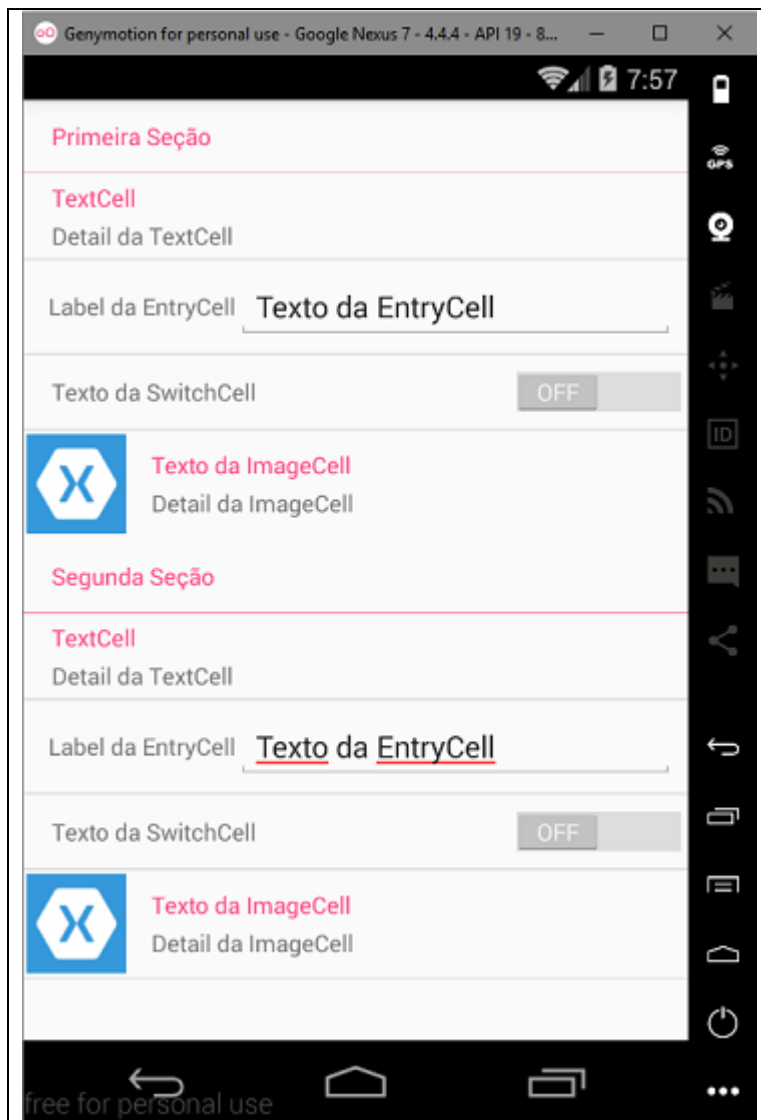 Genymotion for personal use - Google Nexus 7 - 4.4.4 - API 19 - 8...
7:57
Primeira Seção
GPS
TextCell
Detail da TextCell
Label da EntryCell Texto da EntryCell
Texto da SwitchCell OFF
ID
Texto da ImageCell
Detail da ImageCell
Segunda Seção
TextCell
Detail da TextCell
Label da EntryCell Texto da EntryCell
Texto da SwitchCell OFF
Texto da ImageCell
Detail da ImageCell
free for personal use